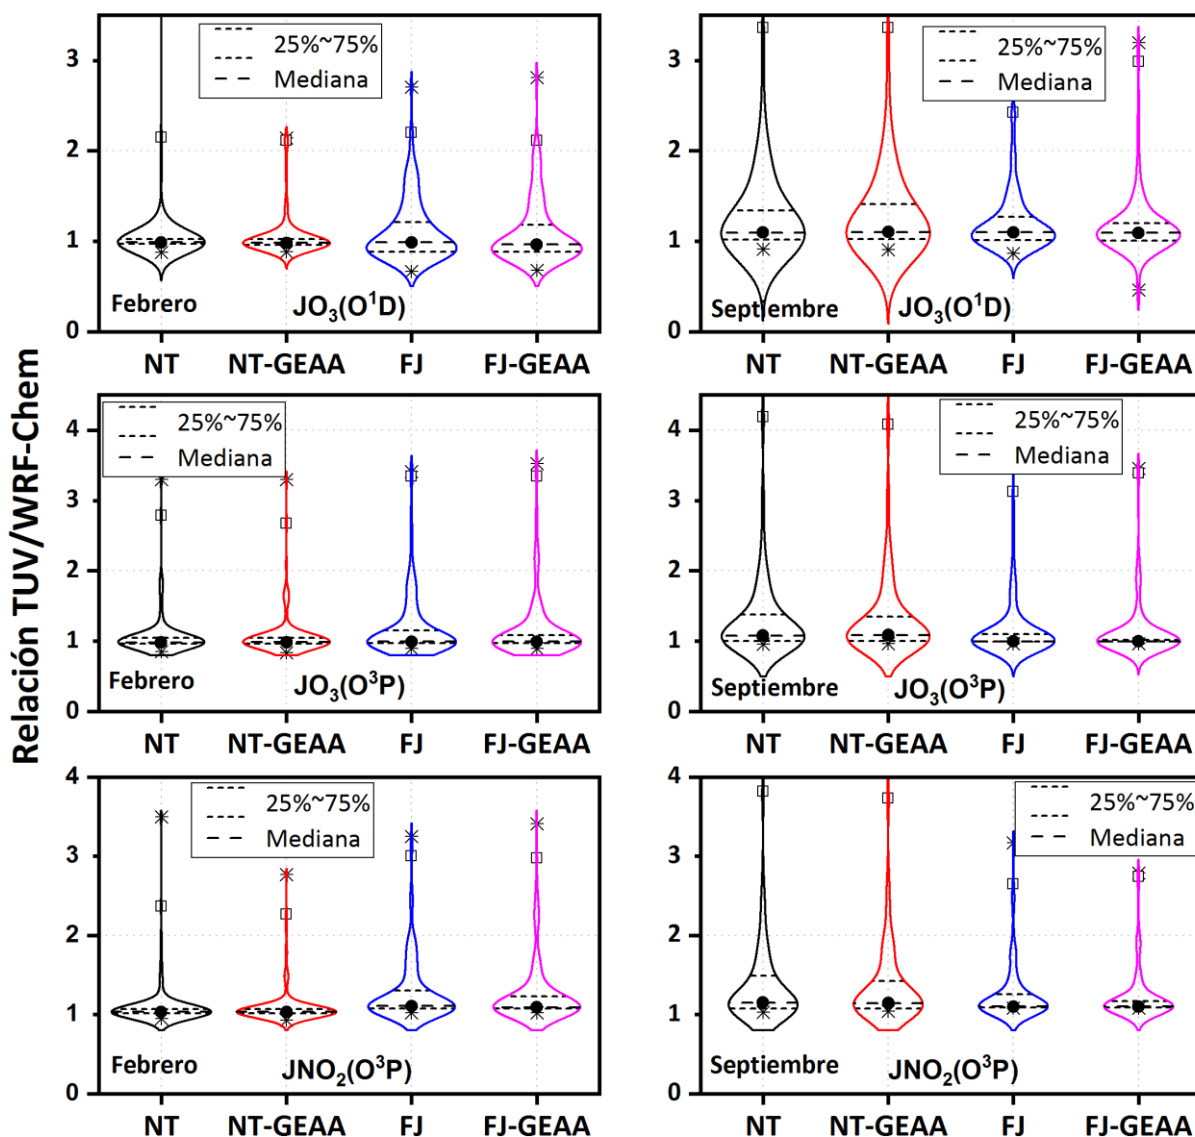 Relación TUV/WRF-Chem
3
2
1
0
25%~75%
Mediana
Febrero
JO₃(O¹D)
NT NT-GEAA FJ FJ-GEAA
3
2
1
0
25%~75%
Mediana
Septiembre
JO₃(O¹D)
NT NT-GEAA FJ FJ-GEAA
4
3
2
1
0
25%~75%
Mediana
Febrero
JO₃(O³P)
NT NT-GEAA FJ FJ-GEAA
4
3
2
1
0
25%~75%
Mediana
Septiembre
JO₃(O³P)
NT NT-GEAA FJ FJ-GEAA
4
3
2
1
0
25%~75%
Mediana
Febrero
JNO₂(O³P)
NT NT-GEAA FJ FJ-GEAA
4
3
2
1
0
25%~75%
Mediana
Septiembre
JNO₂(O³P)
NT NT-GEAA FJ FJ-GEAA